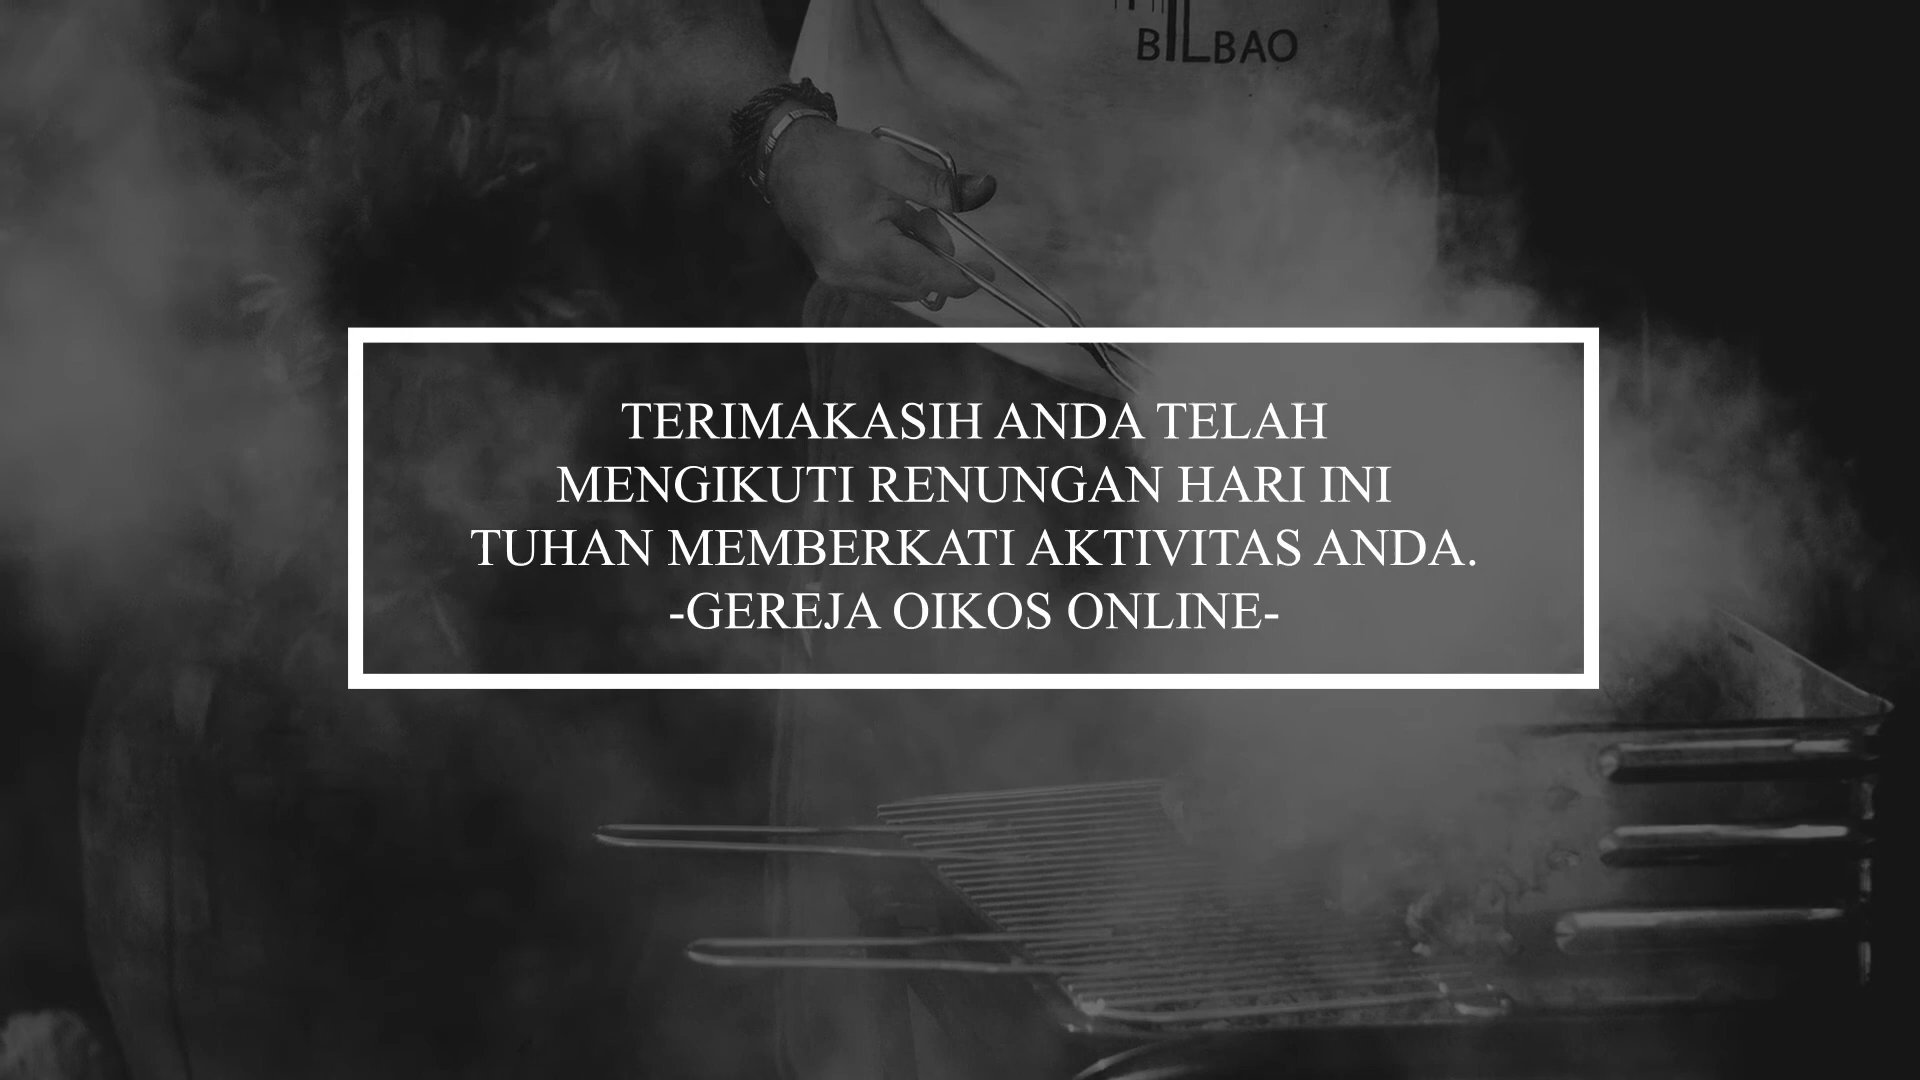 BILBAO
TERIMAKASIH ANDA TELAH
MENGIKUTI RENUNGAN HARI INI
TUHAN MEMBERKATI AKTIVITAS ANDA.
-GEREJA OIKOS ONLINE-